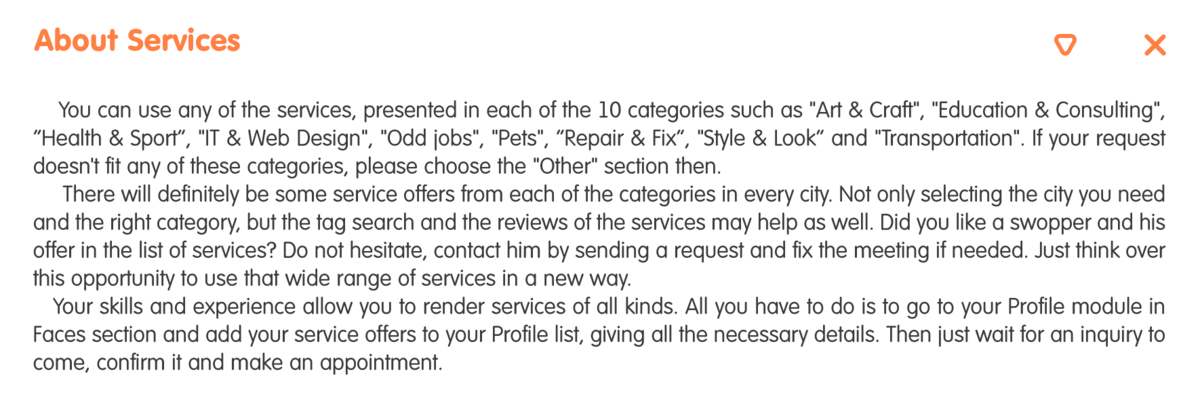 About Services
You can use any of the services, presented in each of the 10 categories such as "Art & Craft", "Education & Consulting",
“Health & Sport”, "IT & Web Design", "Odd jobs", "Pets", “Repair & Fix”, "Style & Look” and "Transportation". If your request
doesn't fit any of these categories, please choose the "Other" section then.
There will definitely be some service offers from each of the categories in every city. Not only selecting the city you need
and the right category, but the tag search and the reviews of the services may help as well. Did you like a swopper and his
offer in the list of services? Do not hesitate, contact him by sending a request and fix the meeting if needed. Just think over
this opportunity to use that wide range of services in a new way.
Your skills and experience allow you to render services of all kinds. All you have to do is to go to your Profile module in
Faces section and add your service offers to your Profile list, giving all the necessary details. Then just wait for an inquiry to
come, confirm it and make an appointment.